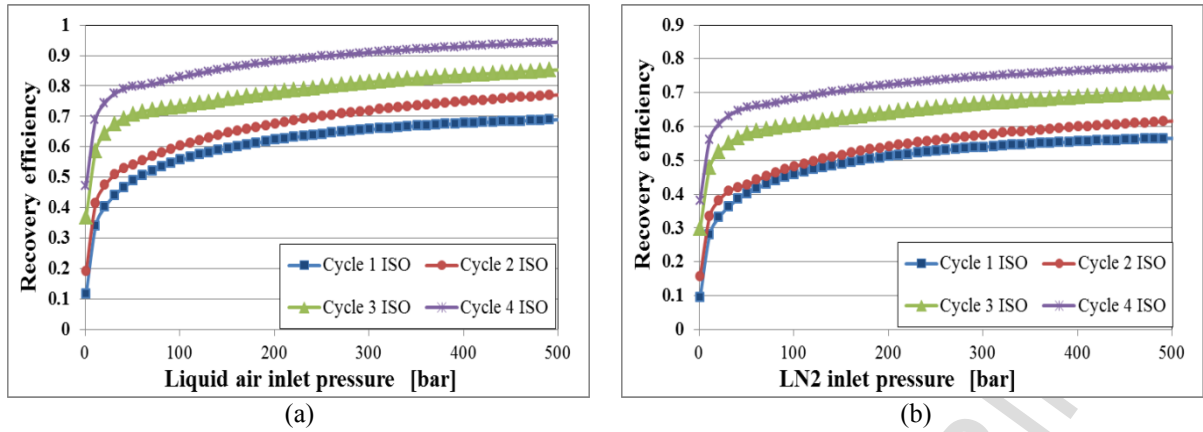 1
0.9
0.8
0.7
0.6
0.5
0.4
0.3
0.2
0.1
0
Recovery efficiency
Cycle 1 ISO
Cycle 2 ISO
Cycle 3 ISO
Cycle 4 ISO
0 100 200 300 400 500
Liquid air inlet pressure [bar]
(a)
0.9
0.8
0.7
0.6
0.5
0.4
0.3
0.2
0.1
0
Recovery efficiency
Cycle 1 ISO
Cycle 2 ISO
Cycle 3 ISO
Cycle 4 ISO
0 100 200 300 400 500
LN2 inlet pressure [bar]
(b)